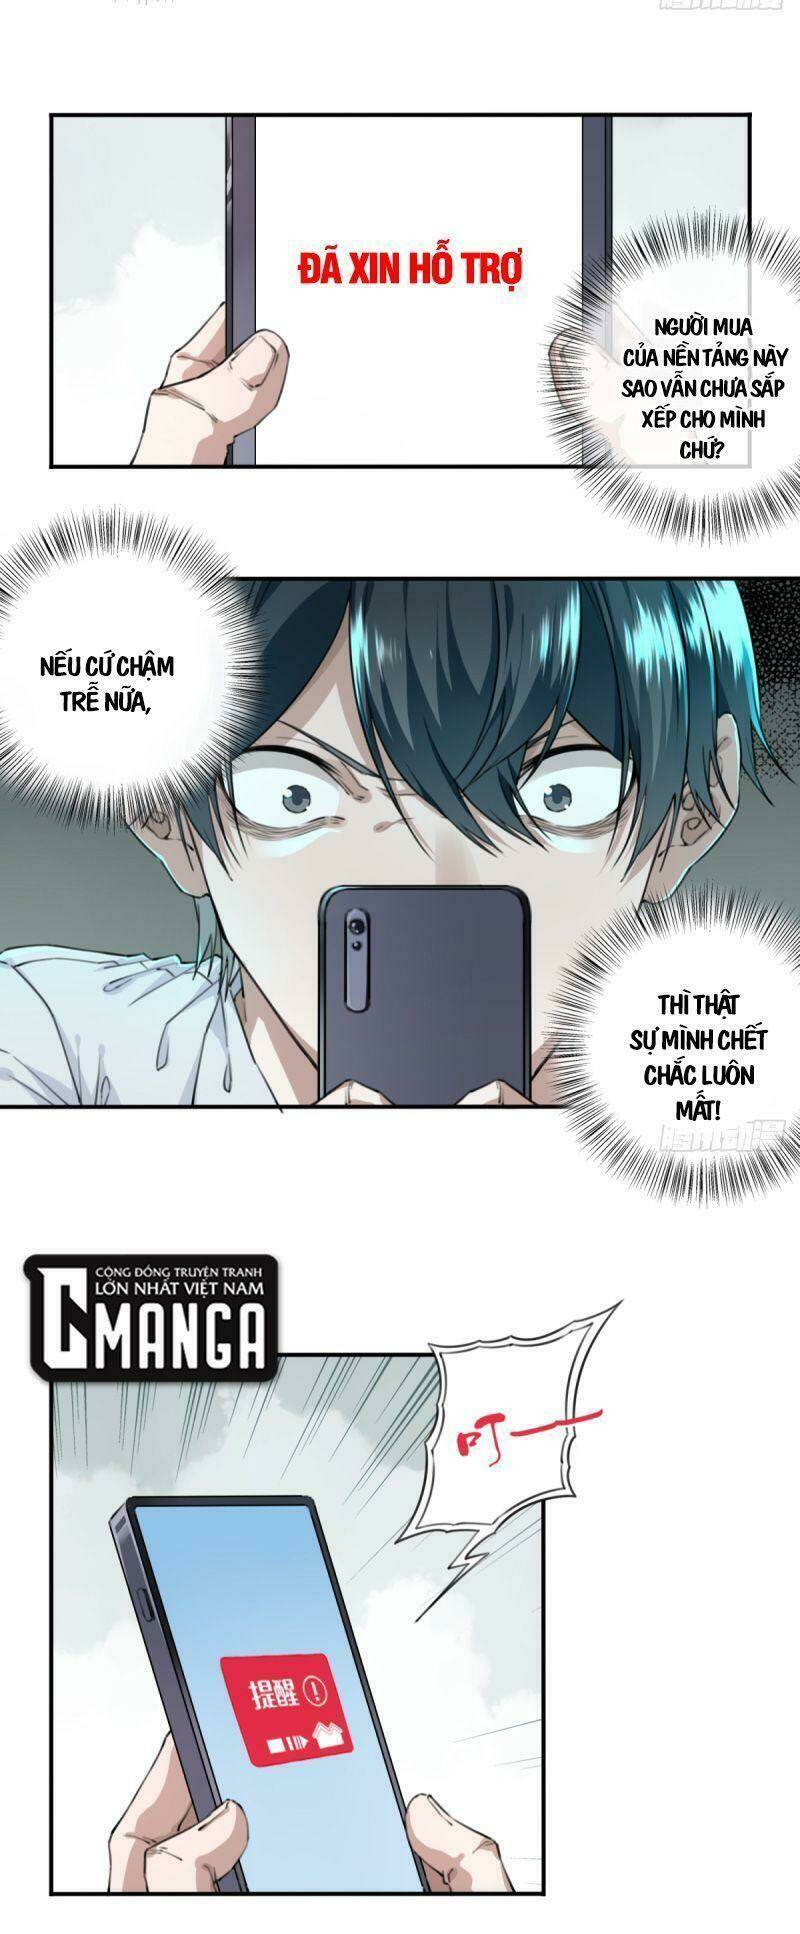 ĐÃ XIN HỖ TRỢ
NGƯỜI MUA
CỦA NỀN TẢNG NÀY
SAO VẪN CHƯA SẮP
XẾP CHO MÌNH
CHỨ?
NẾU CỨ CHẬM
TRỄ NỮA,
THÌ THẬT
SỰ MÌNH CHẾT
CHẮC LUÔN
MẤT!
CỘNG ĐỒNG TRUYỆN TRANH
LỚN NHẤT VIỆT NAM
CMANGA
叮一
提醒!